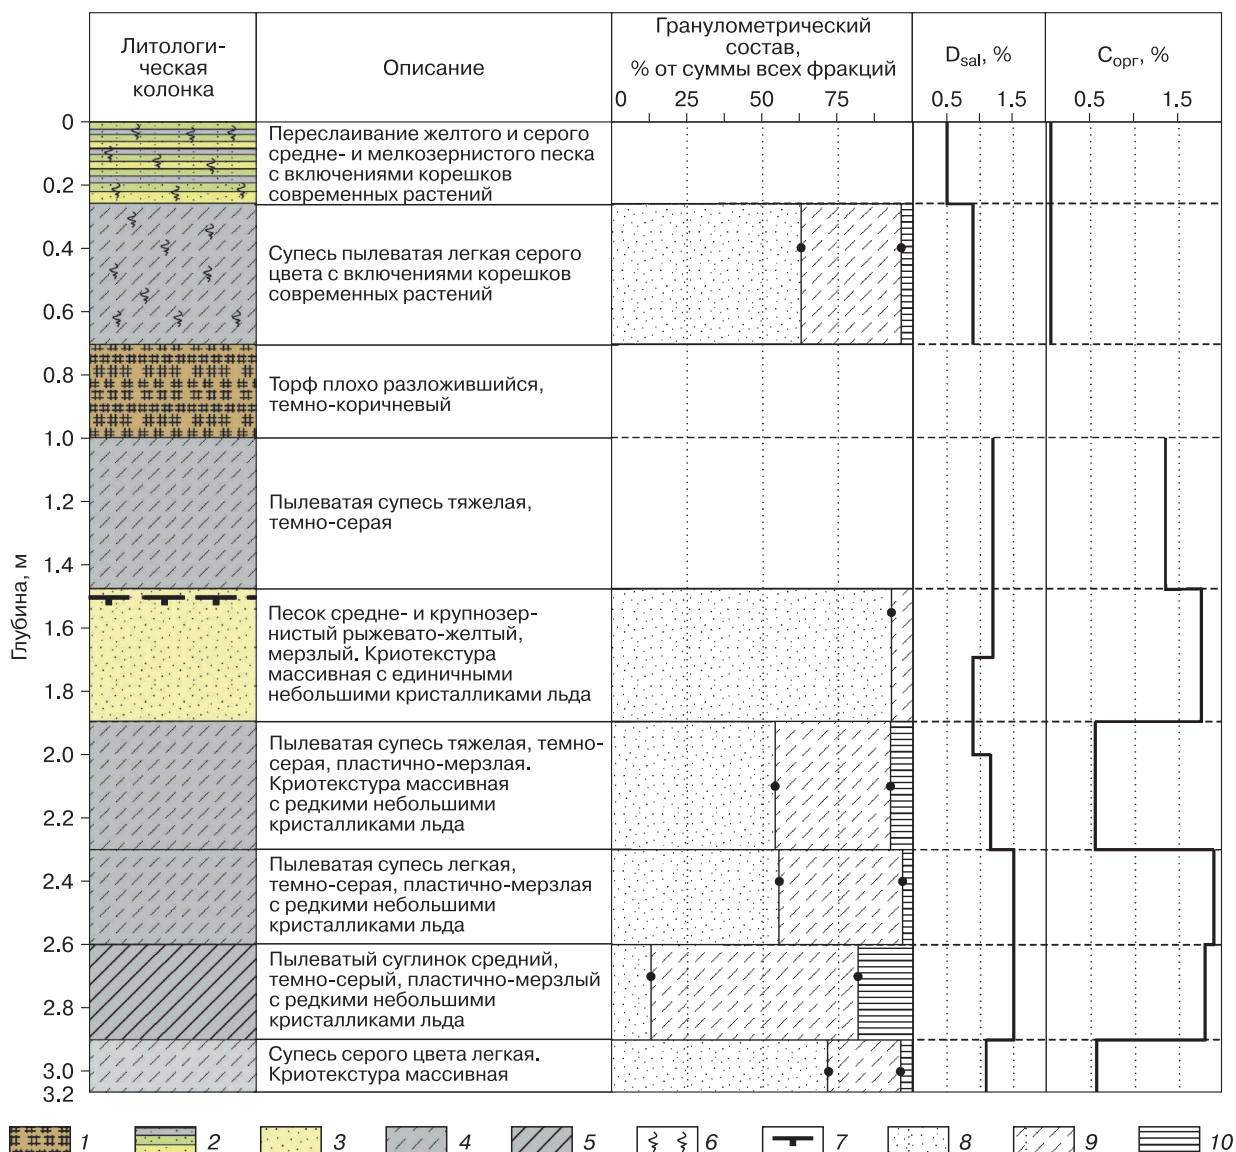 Литологи-
ческая
колонка
Описание
Гранулометрический
состав,
% от суммы всех фракций
0 25 50 75
D_sal, %
0.5 1.5
C_орг, %
0.5 1.5
Глубина, м
0
0.2
0.4
0.6
0.8
1.0
1.2
1.4
1.6
1.8
2.0
2.2
2.4
2.6
2.8
3.0
3.2
Переслаивание желтого и серого
средне- и мелкозернистого песка
с включениями корешков
современных растений
Супесь пылеватая легкая серого
цвета с включениями корешков
современных растений
Торф плохо разложившийся,
темно-коричневый
Пылеватая супесь тяжелая,
темно-серая
Песок средне- и крупнозер-
нистый рыжевато-желтый,
мерзлый. Криотекстура
массивная с единичными
небольшими кристалликами льда
Пылеватая супесь тяжелая, темно-
серая, пластично-мерзлая.
Криотекстура массивная
с редкими небольшими
кристалликами льда
Пылеватая супесь легкая,
темно-серая, пластично-мерзлая
с редкими небольшими
кристалликами льда
Пылеватый суглинок средний,
темно-серый, пластично-мерзлый
с редкими небольшими
кристалликами льда
Супесь серого цвета легкая.
Криотекстура массивная
1 2 3 4 5 6 7 8 9 10